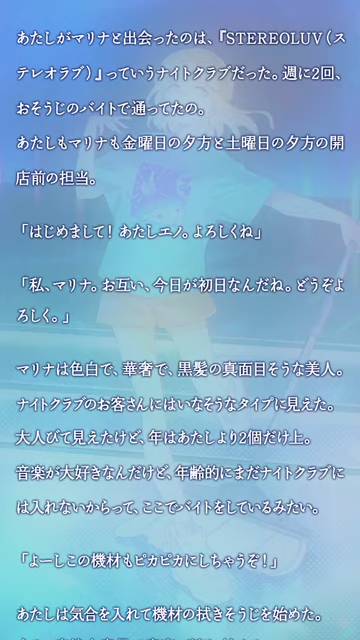 あたしがマリナと出会ったのは、『STEREOLUV（ス
テレオラブ）』っていうナイトクラブだった。週に2回、
おそうじのバイトで通ってたの。
あたしもマリナも金曜日の夕方と土曜日の夕方の開
店前の担当。
「はじめまして！ あたしエノ。よろしくね」
「私、マリナ。お互い、今日が初日なんだね。どうぞよ
ろしく。」
マリナは色白で、華奢で、黒髪の真面目そうな美人。
ナイトクラブのお客さんにはいなそうなタイプに見えた。
大人びて見えたけど、年はあたしより2個だけ上。
音楽が大好きなんだけど、年齢的にまだナイトクラブに
は入れないからって、ここでバイトをしているみたい。
「よーしこの機材もピカピカにしちゃうぞ！」
あたしは気合を入れて機材の拭きそうじを始めた。